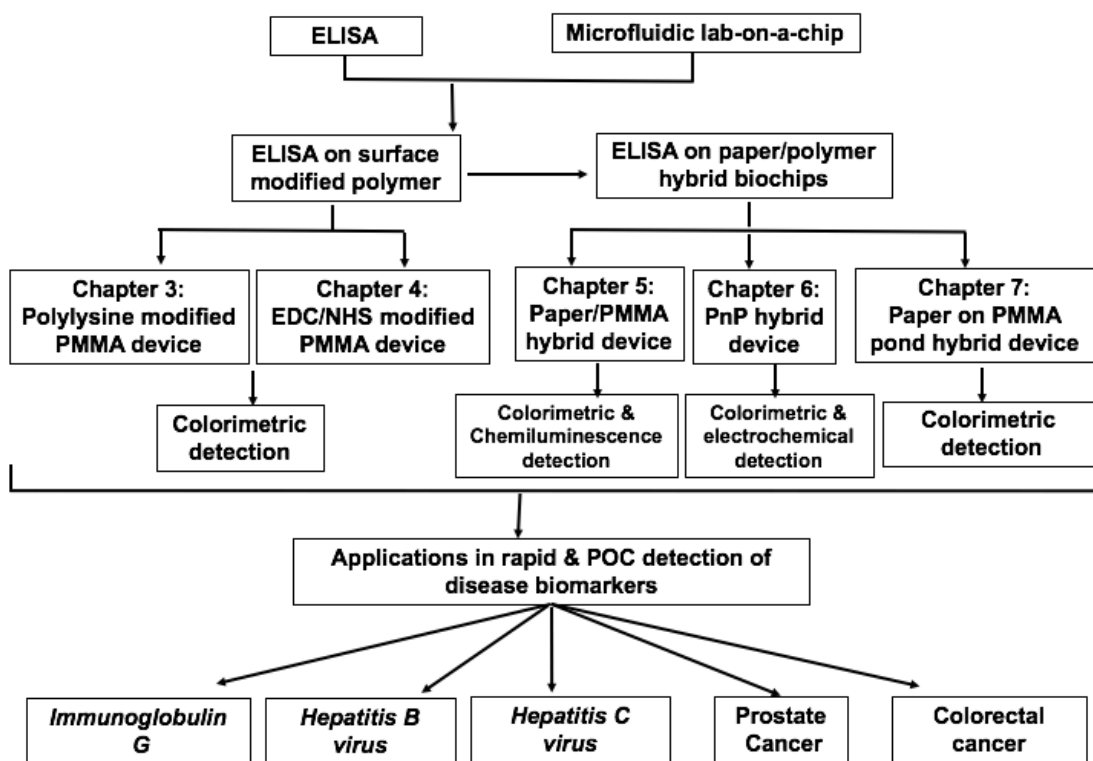 ELISA
Microfluidic lab-on-a-chip
ELISA on surface
modified polymer
ELISA on paper/polymer
hybrid biochips
Chapter 3:
Polylysine modified
PMMA device
Chapter 4:
EDC/NHS modified
PMMA device
Chapter 5:
Paper/PMMA
hybrid device
Chapter 6:
PnP hybrid
device
Chapter 7:
Paper on PMMA
pond hybrid device
Colorimetric
detection
Colorimetric &
Chemiluminescence
detection
Colorimetric &
electrochemical
detection
Colorimetric
detection
Applications in rapid & POC detection of
disease biomarkers
Immunoglobulin
G
Hepatitis B
virus
Hepatitis C
virus
Prostate
Cancer
Colorectal
cancer